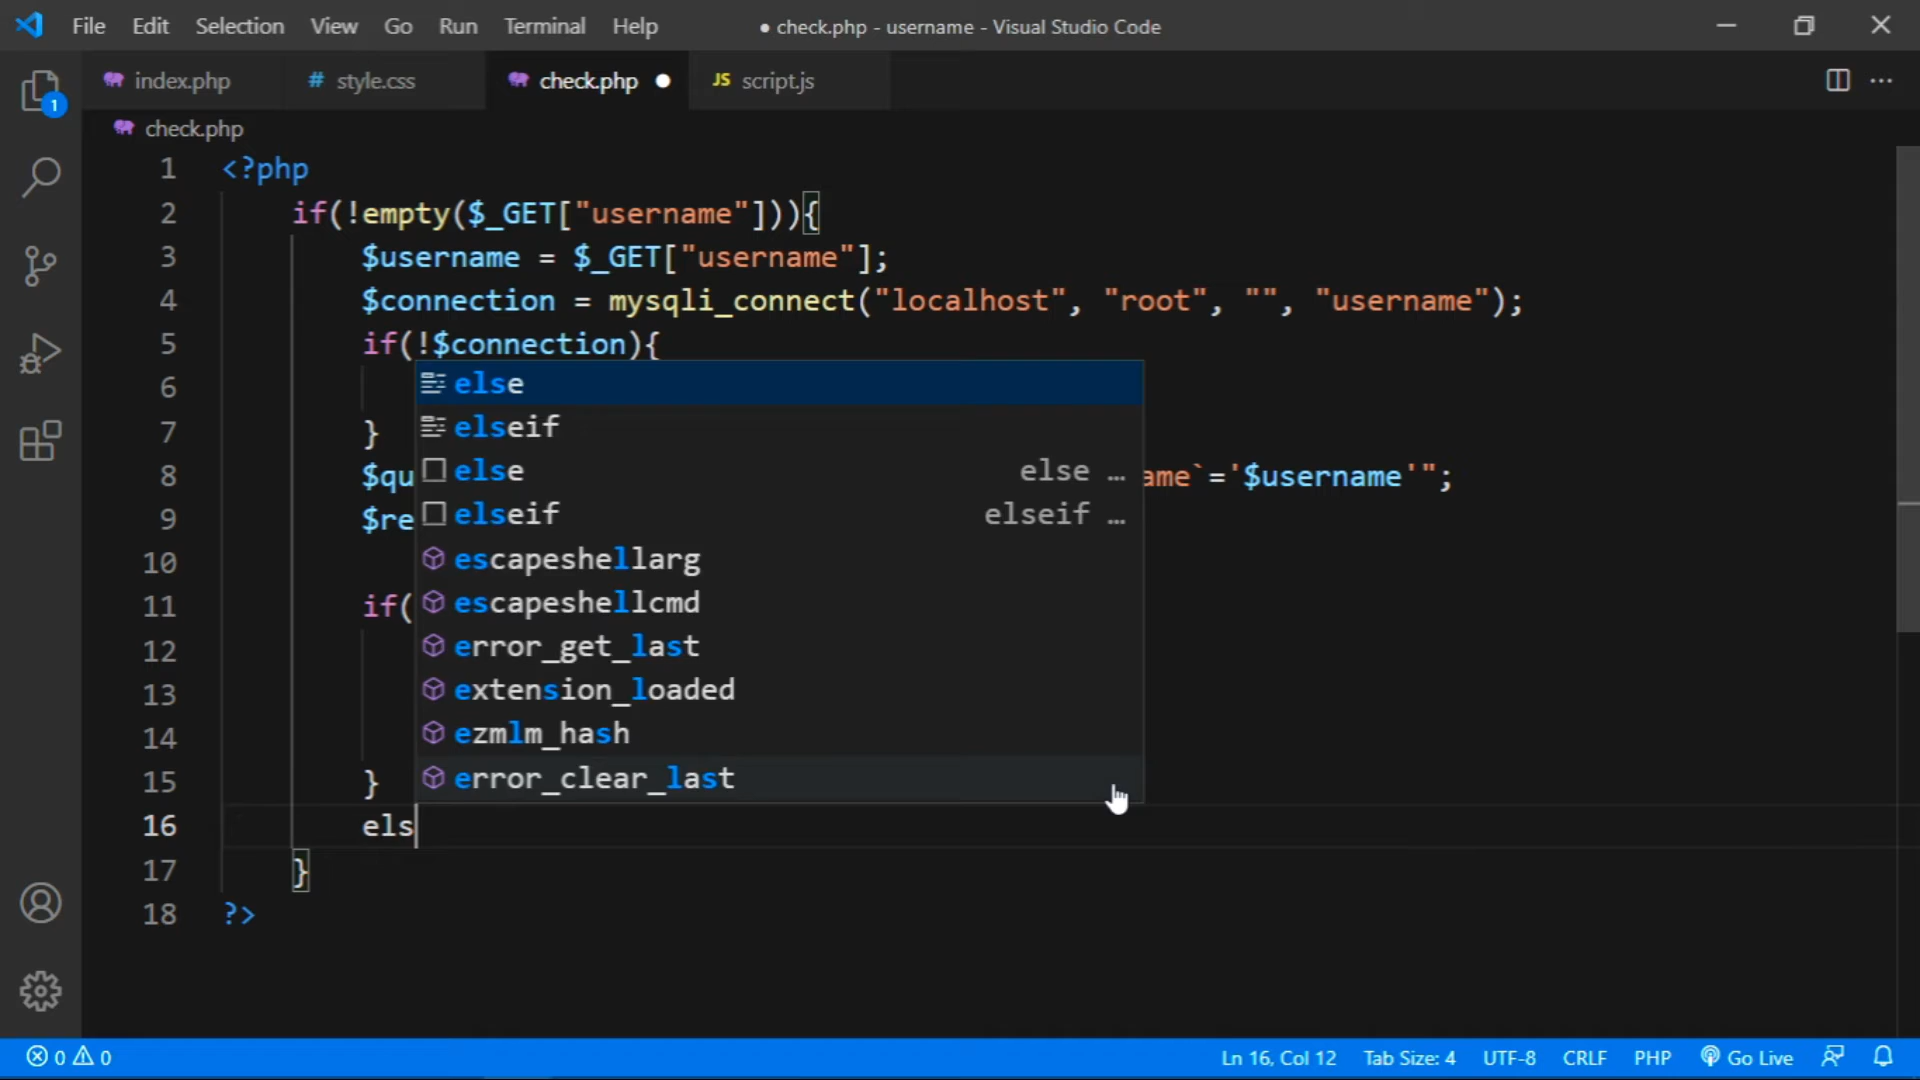 File Edit Selection View Go Run Terminal Help ● check.php - username - Visual Studio Code
index.php # style.css check.php ● JS script.js
1
check.php
1 <?php
2 if(!empty($_GET["username"])){
3 $username = $_GET["username"];
4 $connection = mysqli_connect("localhost", "root", "", "username");
5 if(!$connection){
6 else
elseif
7 }
8 $qu else else … ame`='$username'";
9 $re elseif elseif …
10 escapeshellarg
11 if( escapeshellcmd
12 error_get_last
13 extension_loaded
14 ezmlm_hash
15 } error_clear_last
16 els
17 }
18 ?>
0 0 Ln 16, Col 12 Tab Size: 4 UTF-8 CRLF PHP Go Live